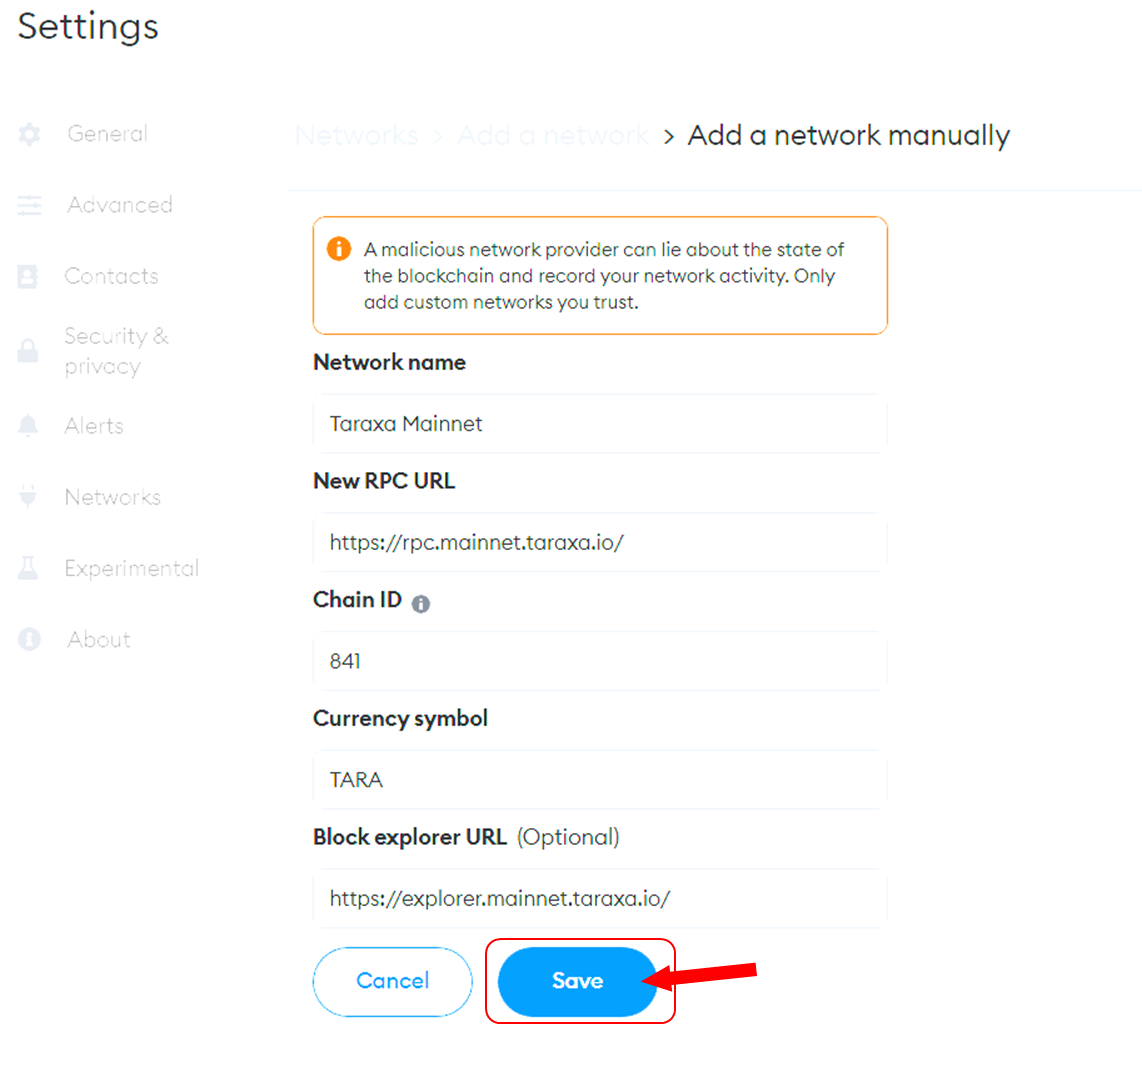 Settings
General
Advanced
Contacts
Security &
privacy
Alerts
Networks
Experimental
About
Networks > Add a network > Add a network manually
A malicious network provider can lie about the state of
the blockchain and record your network activity. Only
add custom networks you trust.
Network name
Taraxa Mainnet
New RPC URL
https://rpc.mainnet.taraxa.io/
Chain ID
841
Currency symbol
TARA
Block explorer URL (Optional)
https://explorer.mainnet.taraxa.io/
Cancel
Save